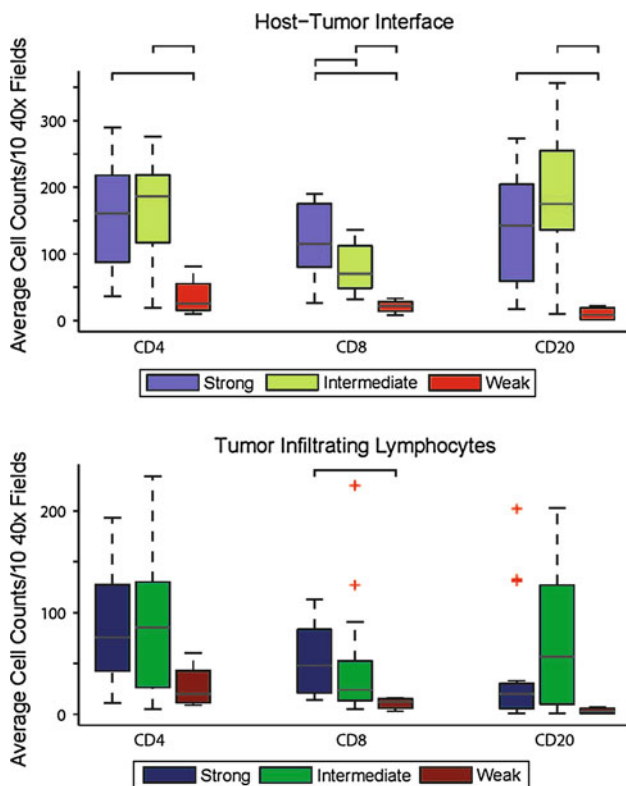 Host-Tumor Interface
Average Cell Counts/10 40x Fields
300
200
100
0
CD4 CD8 CD20
Strong Intermediate Weak
Tumor Infiltrating Lymphocytes
Average Cell Counts/10 40x Fields
200
100
0
CD4 CD8 CD20
Strong Intermediate Weak